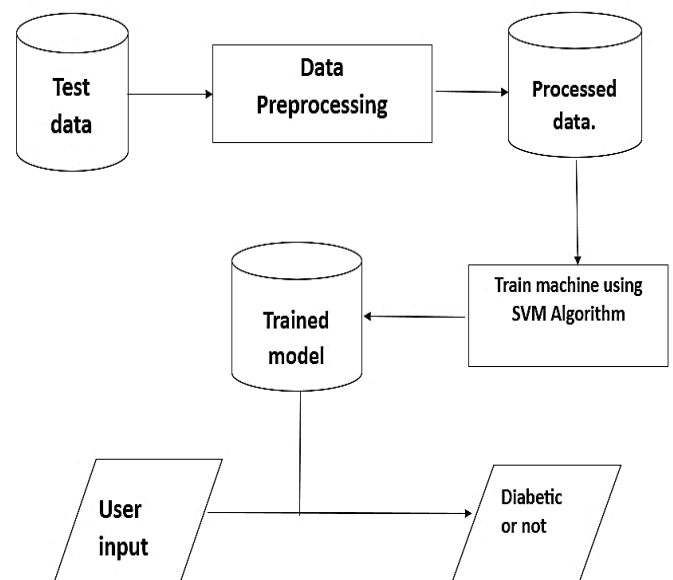 Test
data
Data
Preprocessing
Processed
data.
Train machine using
SVM Algorithm
Trained
model
User
input
Diabetic
or not